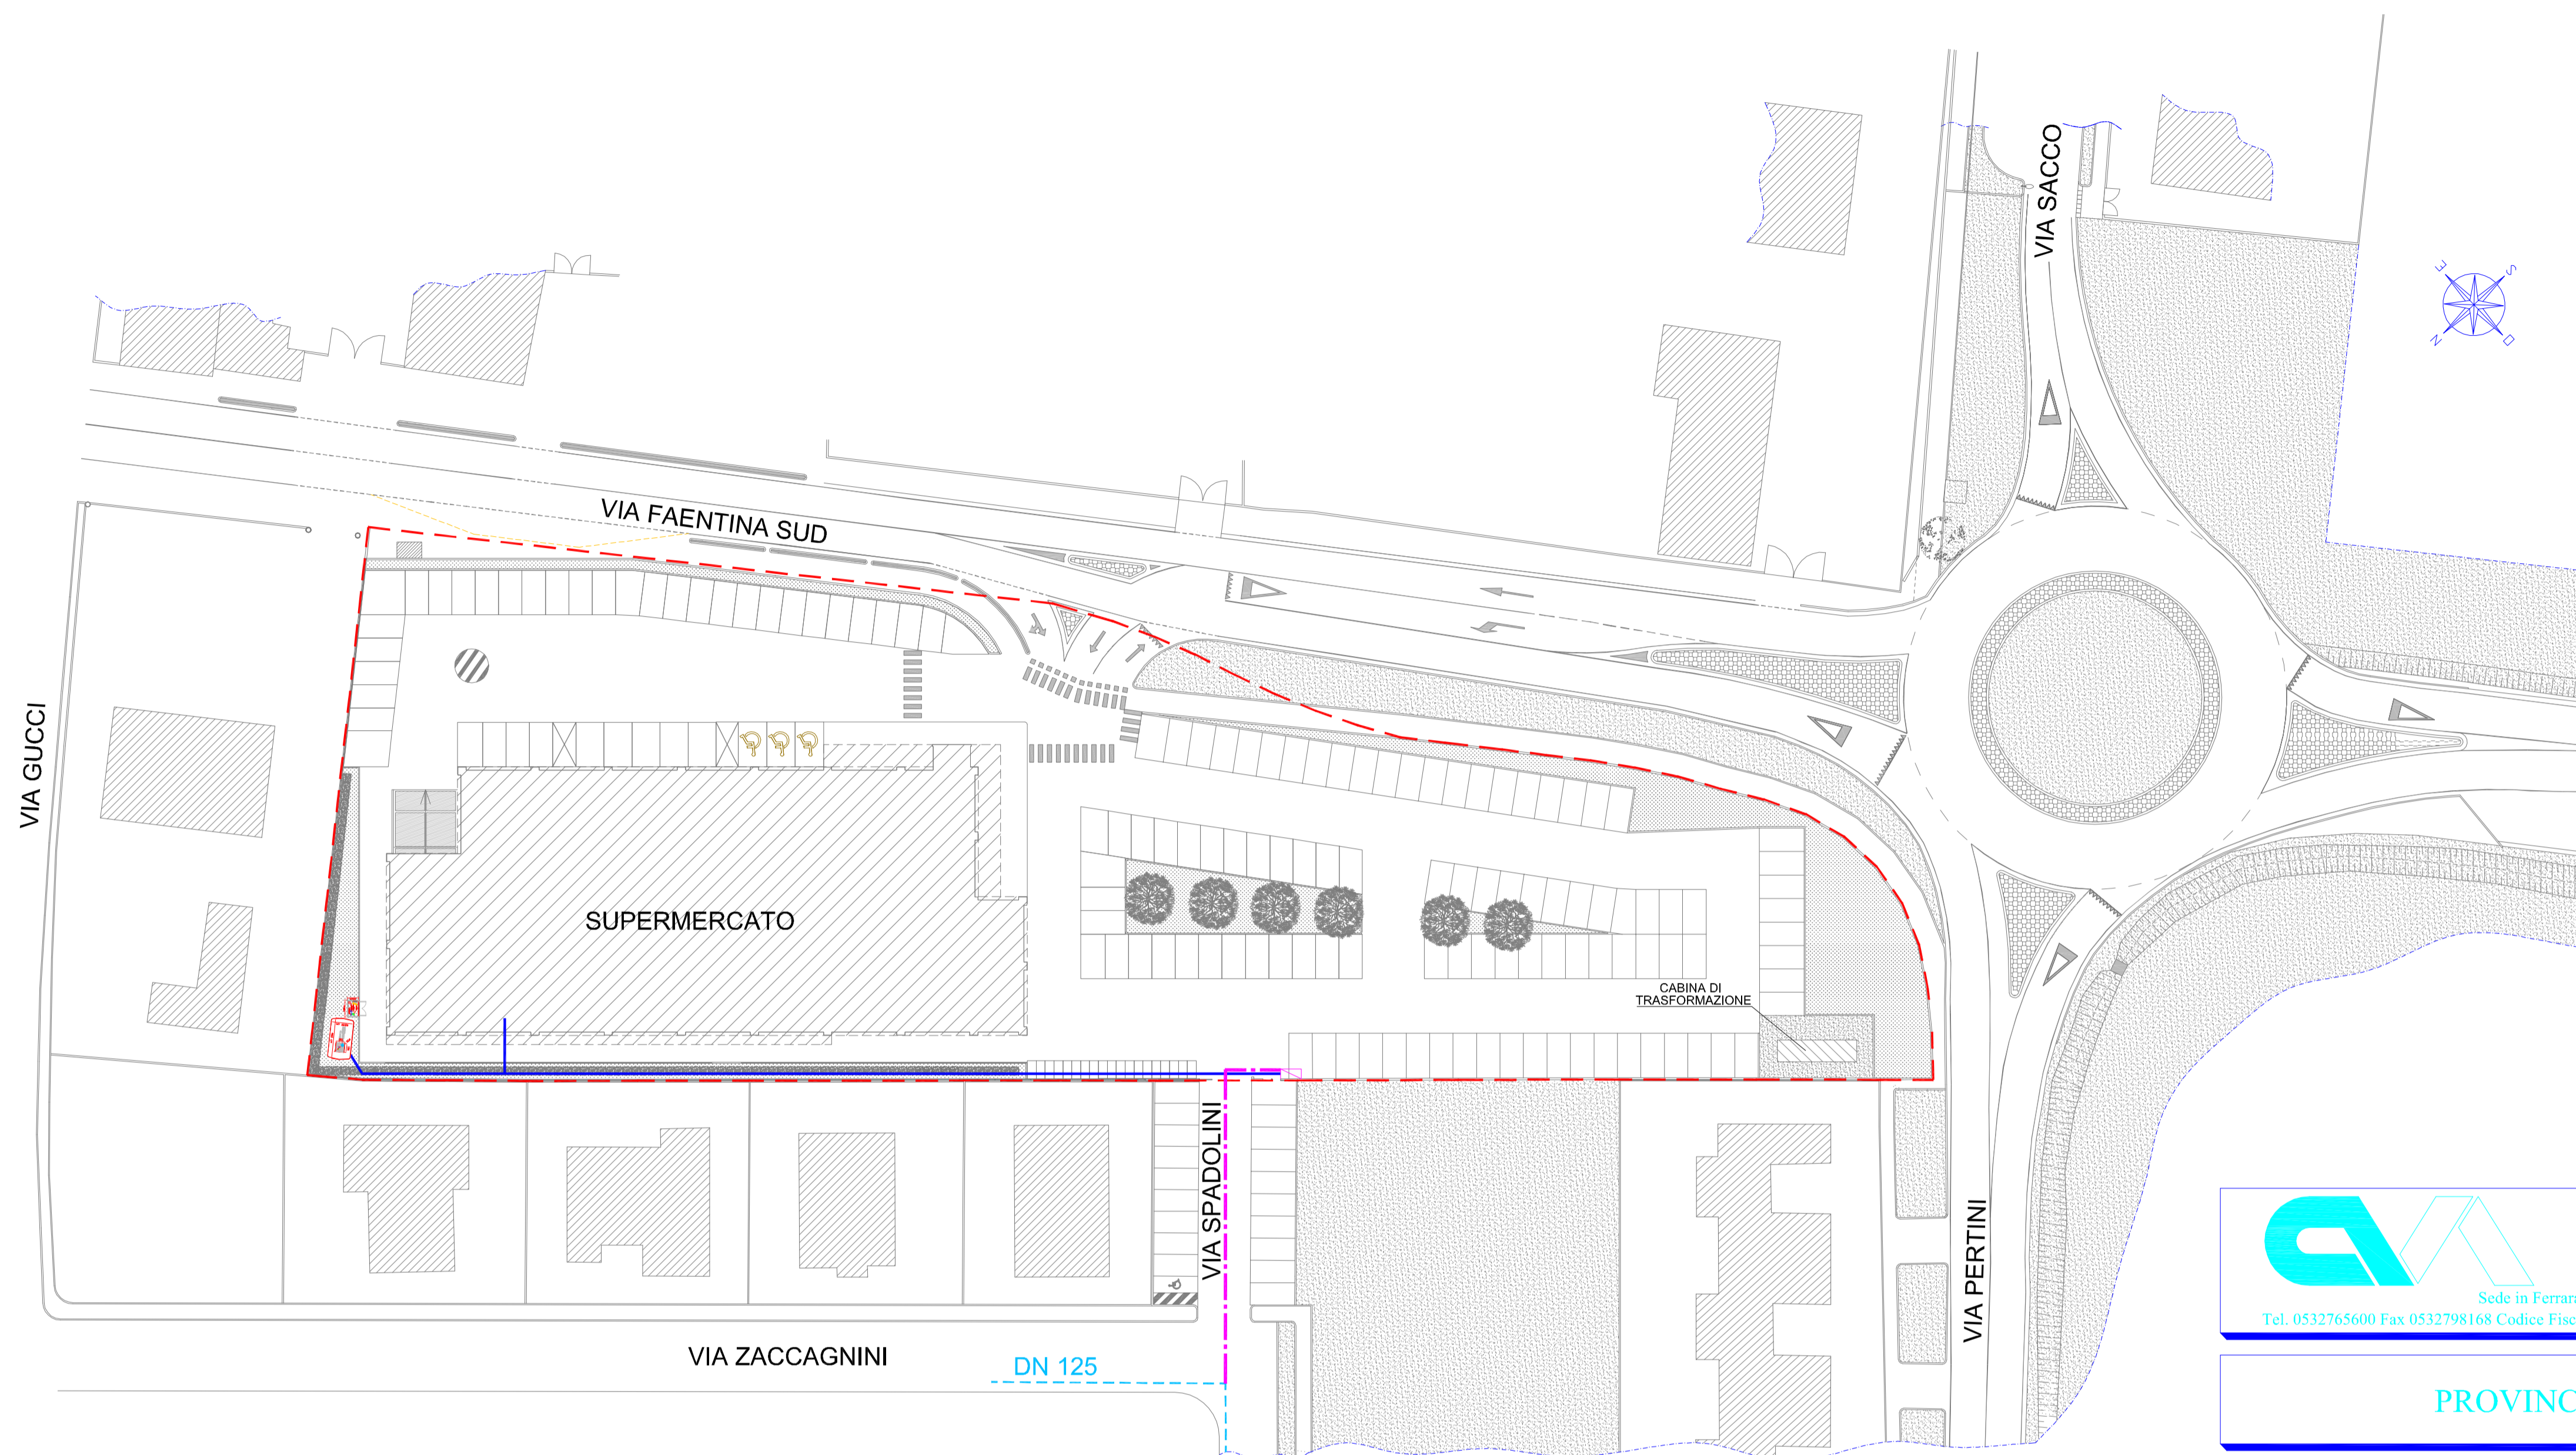 VIA SACCO
E
S
N
O
VIA FAENTINA SUD
VIA GUCCI
SUPERMERCATO
CABINA DI
TRASFORMAZIONE
VIA SPADOLINI
VIA PERTINI
VIA ZACCAGNINI
DN 125
Sede in Ferrar
Tel. 0532765600 Fax 0532798168 Codice Fisc
PROVINC